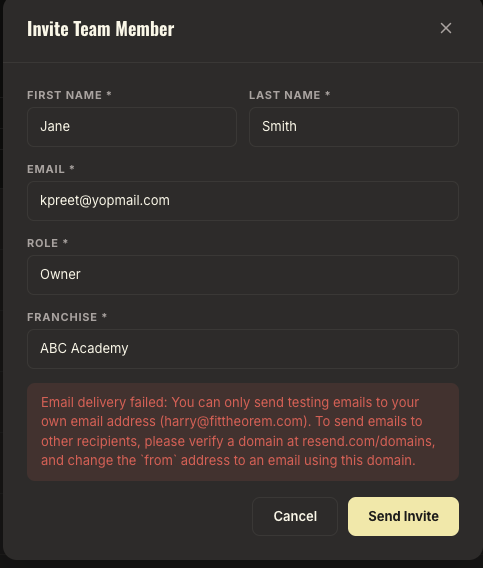 Invite Team Member
FIRST NAME *
LAST NAME *
Jane
Smith
EMAIL *
kpreet@yopmail.com
ROLE *
Owner
FRANCHISE *
ABC Academy
Email delivery failed: You can only send testing emails to your
own email address (harry@fittheorem.com). To send emails to
other recipients, please verify a domain at resend.com/domains,
and change the `from` address to an email using this domain.
Cancel
Send Invite